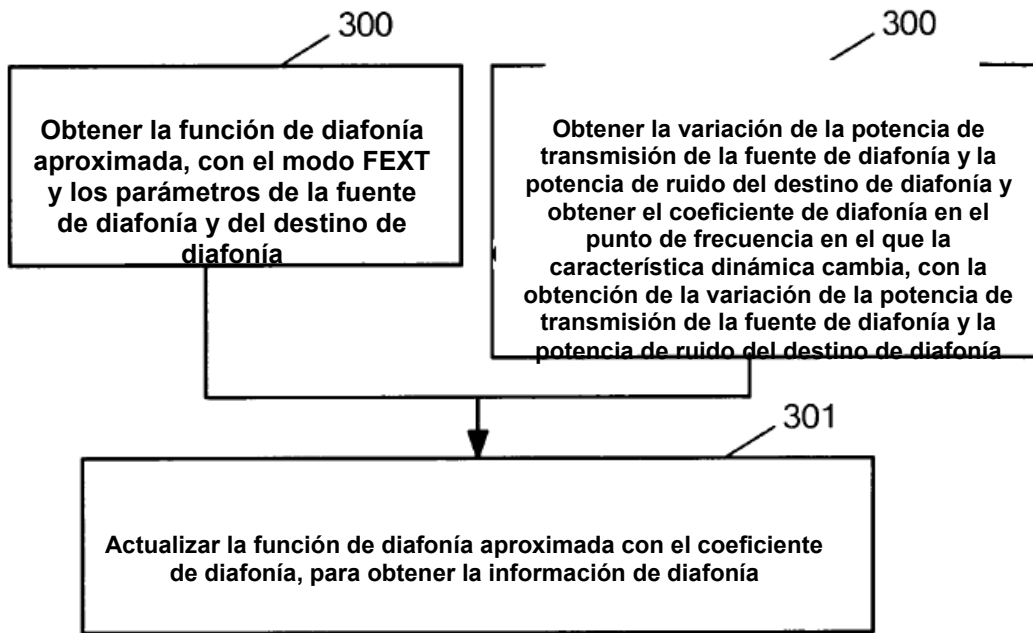 300
Obtener la función de diafonía
aproximada, con el modo FEXT
y los parámetros de la fuente
de diafonía y del destino de
diafonía
300
Obtener la variación de la potencia de
transmisión de la fuente de diafonía y la
potencia de ruido del destino de diafonía y
obtener el coeficiente de diafonía en el
punto de frecuencia en el que la
característica dinámica cambia, con la
obtención de la variación de la potencia de
transmisión de la fuente de diafonía y la
potencia de ruido del destino de diafonía
301
Actualizar la función de diafonía aproximada con el coeficiente
de diafonía, para obtener la información de diafonía